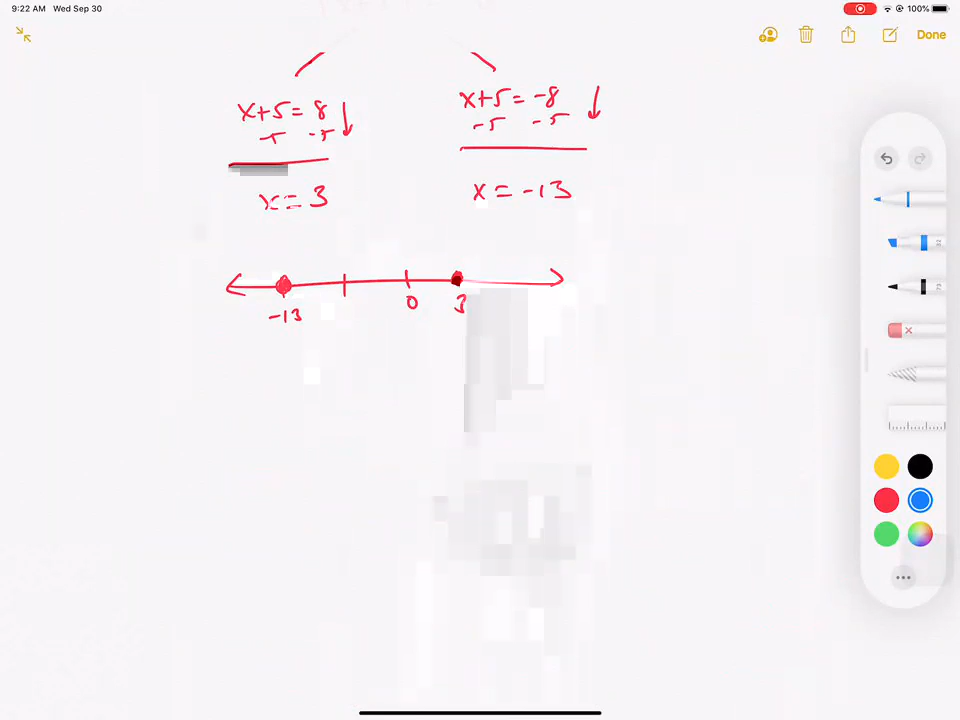 9:22 AM Wed Sep 30
100%
Done
x+5=8
-5 -5
x=3
x+5=-8
-5 -5
x=-13
-13 0 3